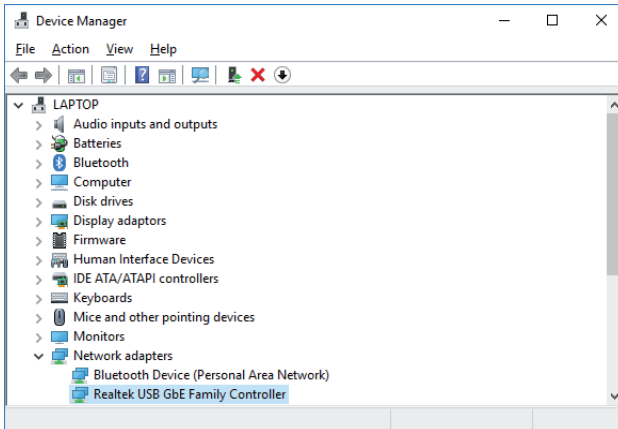 Device Manager
File Action View Help
LAPTOP
Audio inputs and outputs
Batteries
Bluetooth
Computer
Disk drives
Display adaptors
Firmware
Human Interface Devices
IDE ATA/ATAPI controllers
Keyboards
Mice and other pointing devices
Monitors
Network adapters
Bluetooth Device (Personal Area Network)
Realtek USB GbE Family Controller